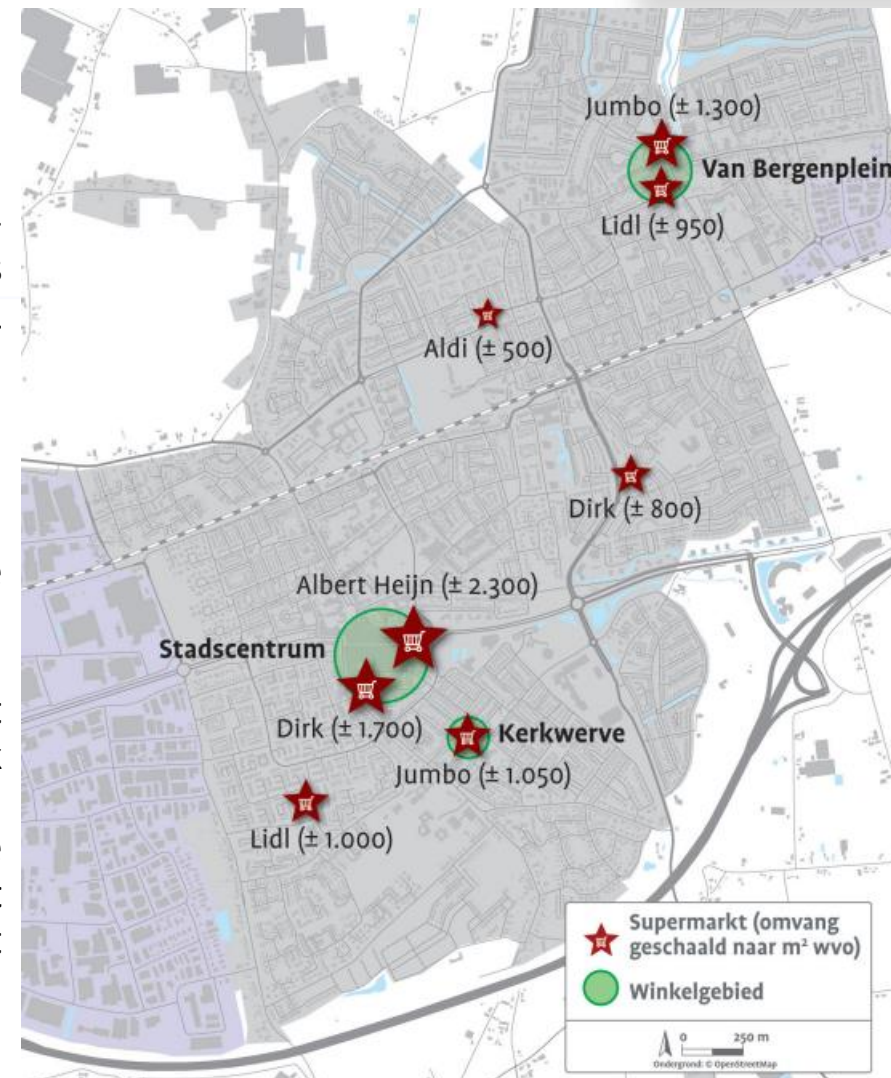 Jumbo (± 1.300)
Van Bergenplein
Lidl (± 950)
Aldi (± 500)
Dirk (± 800)
Albert Heijn (± 2.300)
Stadscentrum
Dirk (± 1.700)
Kerkwerve
Jumbo (± 1.050)
Lidl (± 1.000)
Supermarkt (omvang
geschaald naar m² wvo)
Winkelgebied
0 250 m
Ondergrond: © OpenStreetMap